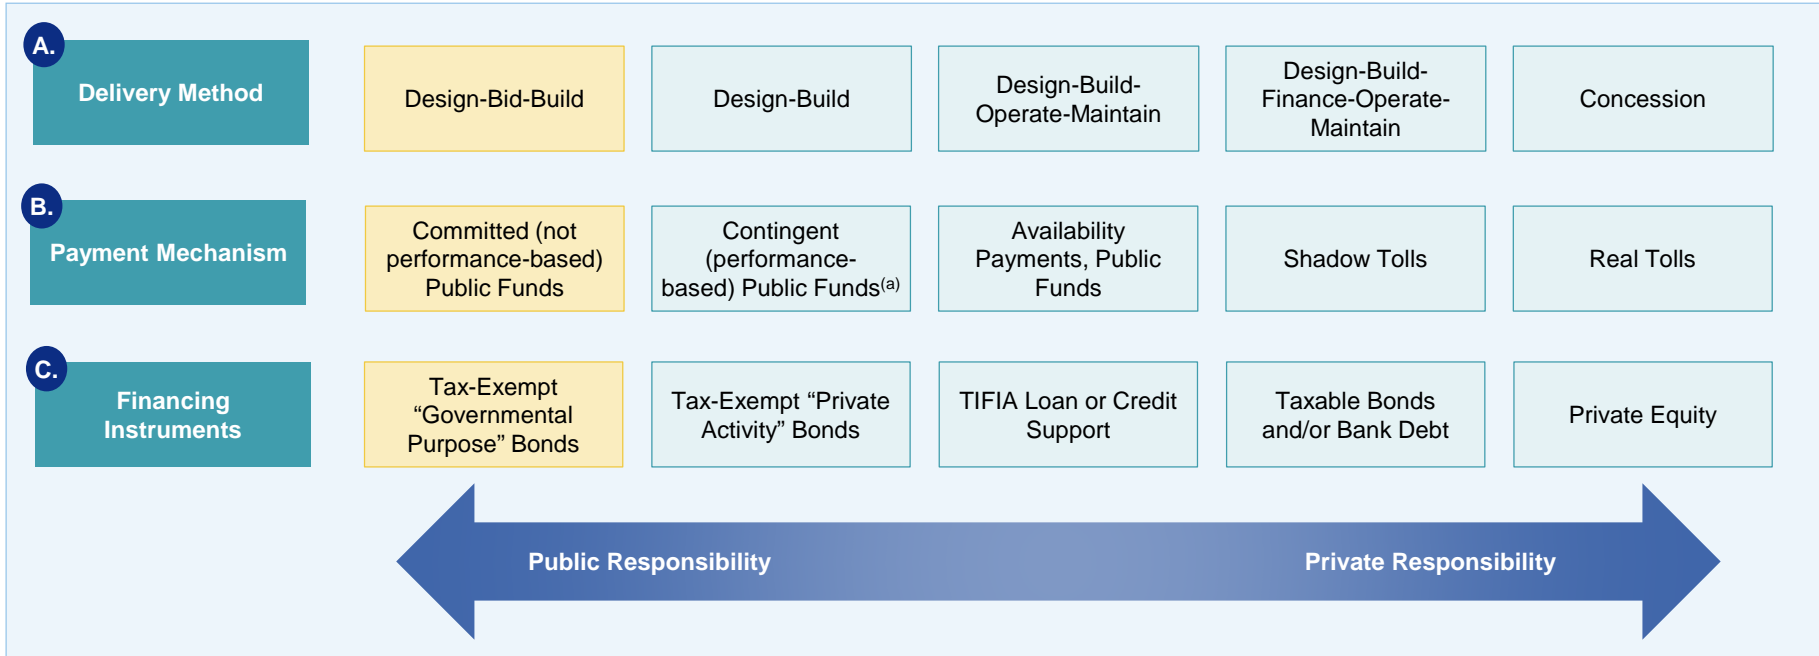 A.
Delivery Method
Design-Bid-Build
Design-Build
Design-Build-
Operate-Maintain
Design-Build-
Finance-Operate-
Maintain
Concession
B.
Payment Mechanism
Committed (not
performance-based)
Public Funds
Contingent
(performance-
based) Public Funds(a)
Availability
Payments, Public
Funds
Shadow Tolls
Real Tolls
C.
Financing
Instruments
Tax-Exempt
“Governmental
Purpose” Bonds
Tax-Exempt “Private
Activity” Bonds
TIFIA Loan or Credit
Support
Taxable Bonds
and/or Bank Debt
Private Equity
Public Responsibility
Private Responsibility